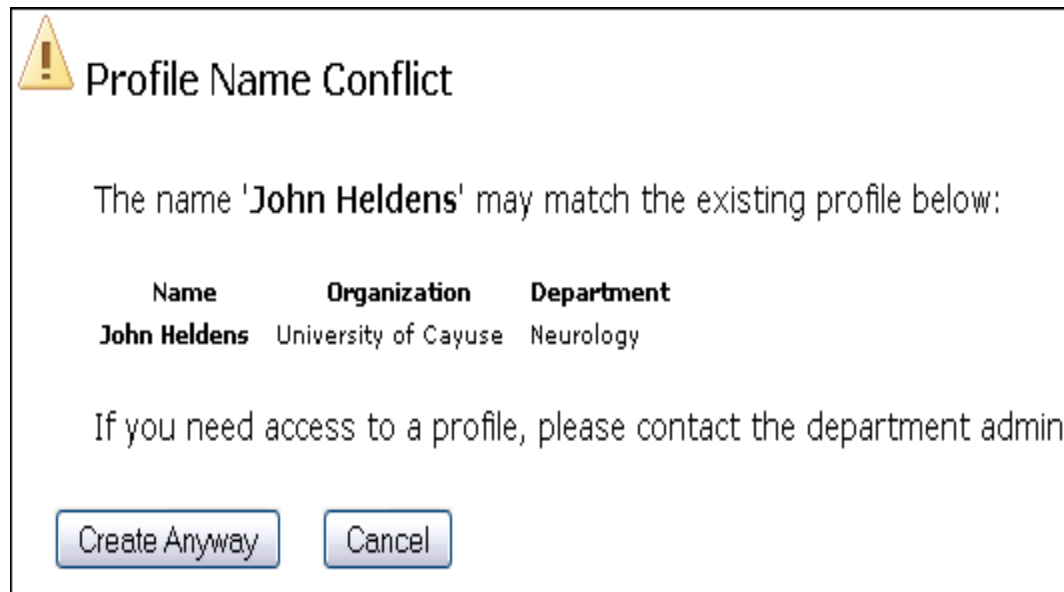 Profile Name Conflict
The name 'John Heldens' may match the existing profile below:
Name Organization Department
John Heldens University of Cayuse Neurology
If you need access to a profile, please contact the department admin
Create Anyway Cancel